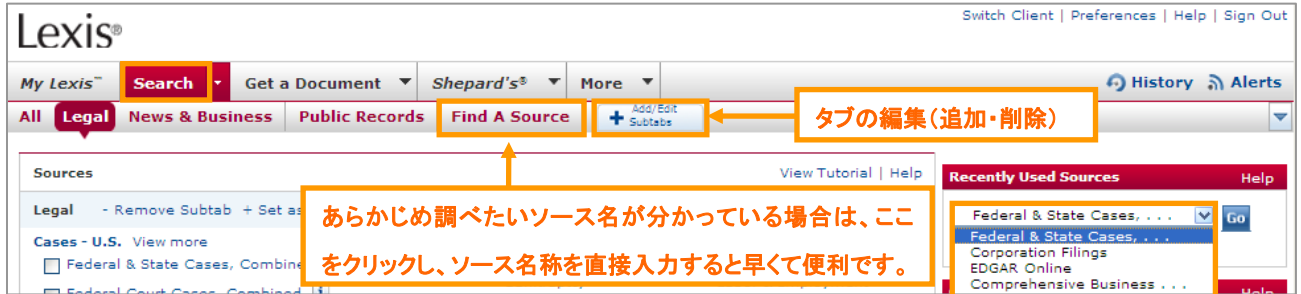 Switch Client | Preferences | Help | Sign Out
Lexis®
My Lexis™ Search Get a Document Shepard's® More History Alerts
All Legal News & Business Public Records Find A Source Add/Edit Subtabs
タブの編集(追加・削除)
Sources View Tutorial | Help
Legal - Remove Subtab + Set as
Cases - U.S. View more
Federal & State Cases, Combine
Federal Court Cases, Combined
あらかじめ調べたいソース名が分かっている場合は、ここ
をクリックし、ソース名称を直接入力すると早くて便利です。
Recently Used Sources Help
Federal & State Cases, . . . Go
Federal & State Cases, . . .
Corporation Filings
EDGAR Online
Comprehensive Business . . .
Help